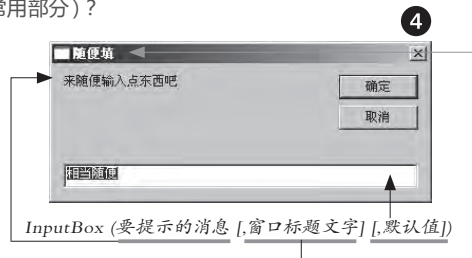 常用部分）？
4
随便填
来随便输入点东西吧
确定
取消
相当随便
InputBox (要提示的消息 [,窗口标题文字] [,默认值])